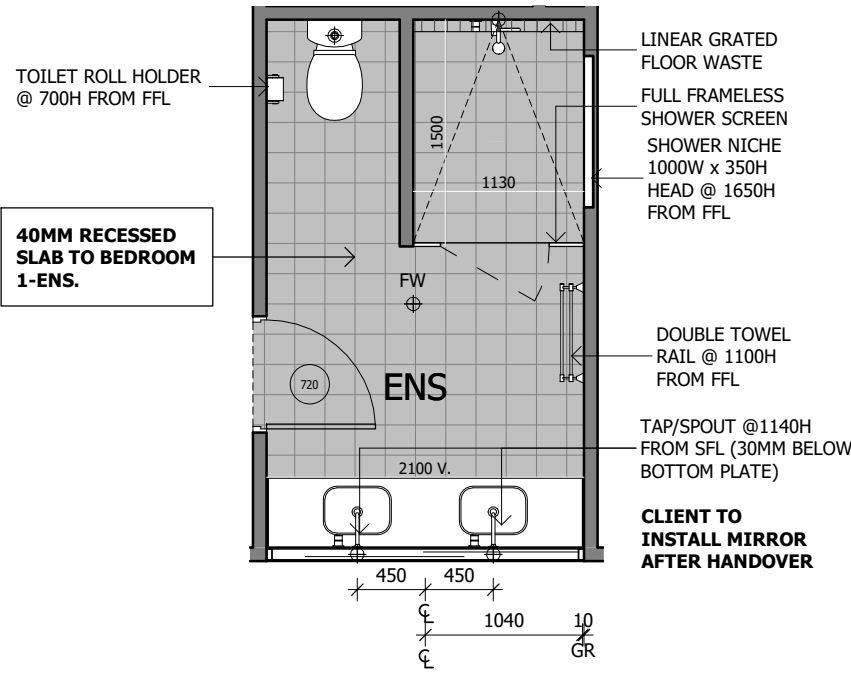 TOILET ROLL HOLDER
@ 700H FROM FFL
40MM RECESSED
SLAB TO BEDROOM
1-ENS.
1500
1130
LINEAR GRATED
FLOOR WASTE
FULL FRAMELESS
SHOWER SCREEN
SHOWER NICHE
1000W x 350H
HEAD @ 1650H
FROM FFL
FW
720
ENS
DOUBLE TOWEL
RAIL @ 1100H
FROM FFL
2100 V.
TAP/SPOUT @1140H
FROM SFL (30MM BELOW
BOTTOM PLATE)
CLIENT TO
INSTALL MIRROR
AFTER HANDOVER
450
450
℄
1040
10
GR
℄